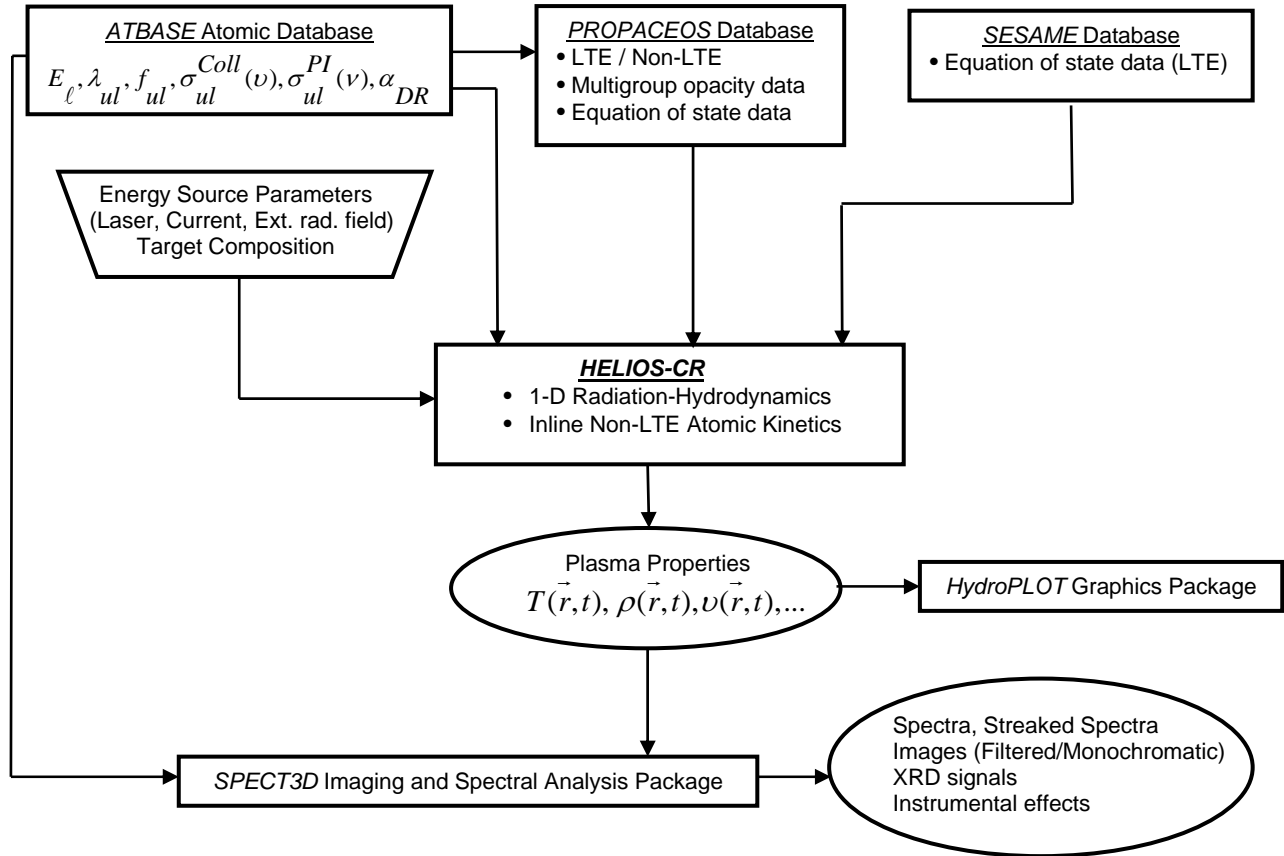 ATBASE Atomic Database
E_ℓ, λ_ul, f_ul, σ_ul^Coll(υ), σ_ul^PI(ν), α_DR
PROPACEOS Database
• LTE / Non-LTE
• Multigroup opacity data
• Equation of state data
SESAME Database
• Equation of state data (LTE)
Energy Source Parameters
(Laser, Current, Ext. rad. field)
Target Composition
HELIOS-CR
• 1-D Radiation-Hydrodynamics
• Inline Non-LTE Atomic Kinetics
Plasma Properties
T(r⃗,t), ρ(r⃗,t),υ(r⃗,t),...
HydroPLOT Graphics Package
SPECT3D Imaging and Spectral Analysis Package
Spectra, Streaked Spectra
Images (Filtered/Monochromatic)
XRD signals
Instrumental effects